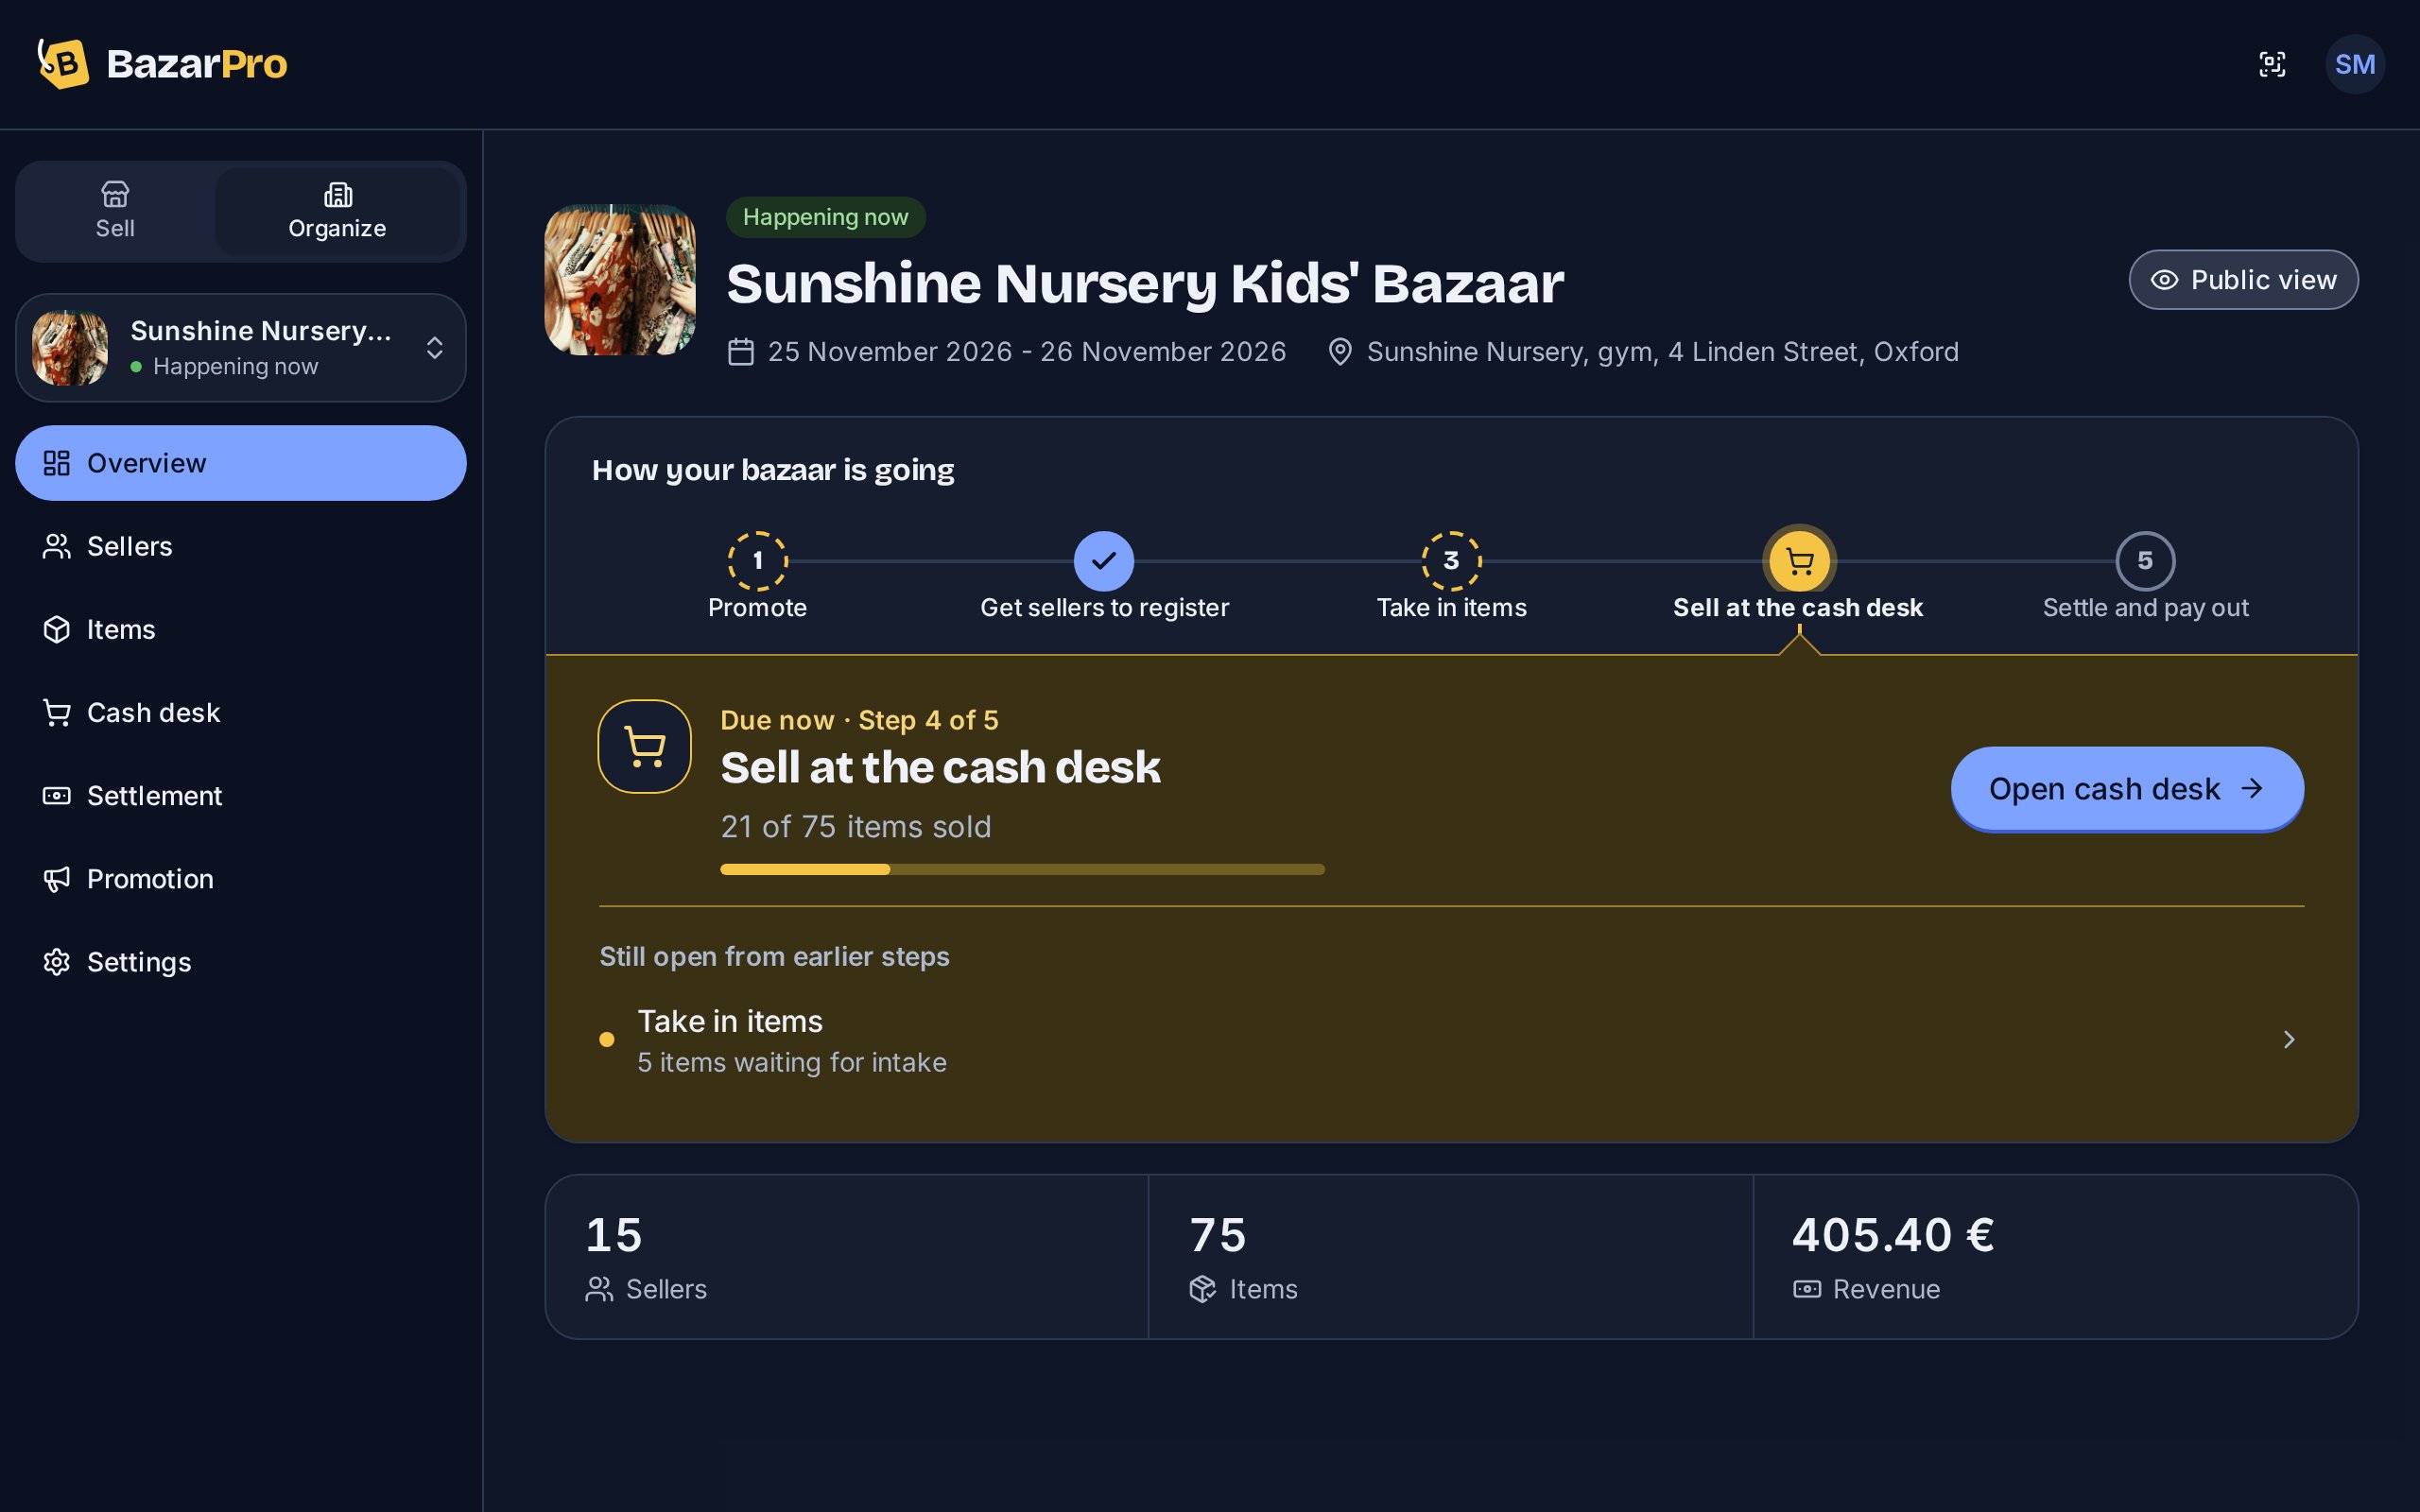 B BazarPro
SM
Sell
Organize
Sunshine Nursery...
Happening now
Overview
Sellers
Items
Cash desk
Settlement
Promotion
Settings
Happening now
Sunshine Nursery Kids' Bazaar
25 November 2026 - 26 November 2026
Sunshine Nursery, gym, 4 Linden Street, Oxford
Public view
How your bazaar is going
1
3
5
Promote
Get sellers to register
Take in items
Sell at the cash desk
Settle and pay out
Due now · Step 4 of 5
Sell at the cash desk
21 of 75 items sold
Open cash desk
Still open from earlier steps
Take in items
5 items waiting for intake
15
Sellers
75
Items
405.40 €
Revenue